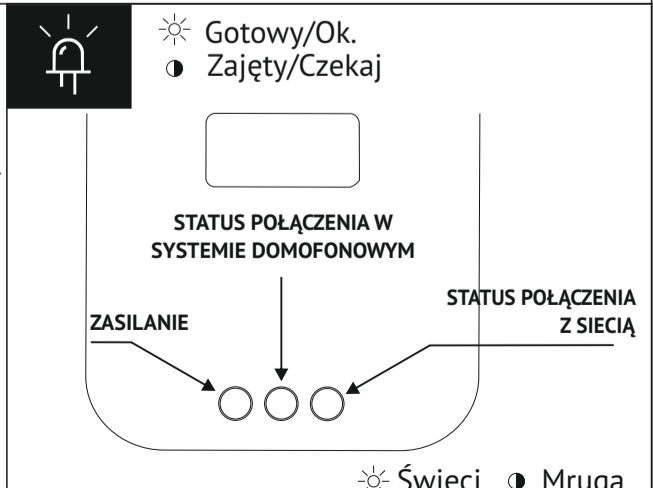 Gotowy/Ok.
Zajęty/Czekaj
STATUS POŁĄCZENIA W
SYSTEMIE DOMOFONOWYM
ZASILANIE
STATUS POŁĄCZENIA
Z SIECIĄ
Świeci Mruga